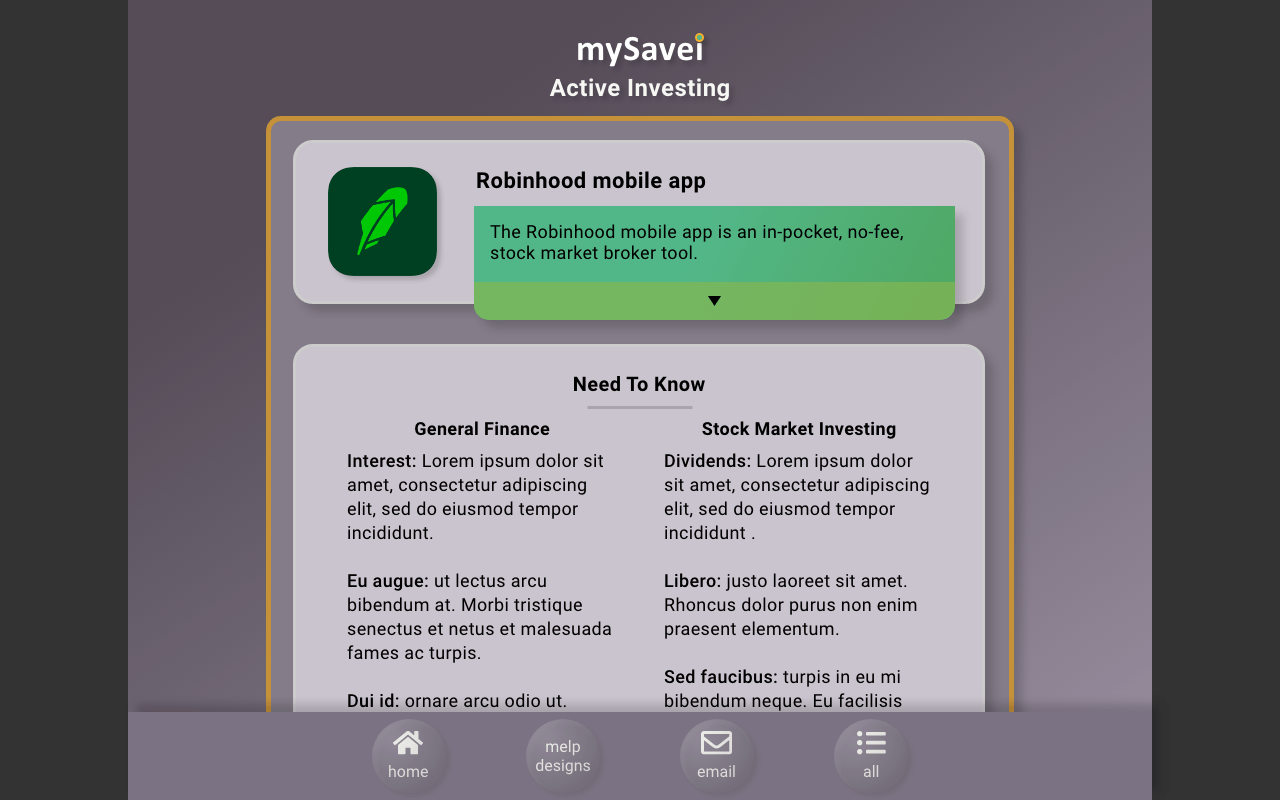 mySavei
Active Investing
Robinhood mobile app
The Robinhood mobile app is an in-pocket, no-fee,
stock market broker tool.
Need To Know
General Finance
Interest: Lorem ipsum dolor sit
amet, consectetur adipiscing
elit, sed do eiusmod tempor
incididunt.
Eu augue: ut lectus arcu
bibendum at. Morbi tristique
senectus et netus et malesuada
fames ac turpis.
Dui id: ornare arcu odio ut.
Stock Market Investing
Dividends: Lorem ipsum dolor
sit amet, consectetur adipiscing
elit, sed do eiusmod tempor
incididunt .
Libero: justo laoreet sit amet.
Rhoncus dolor purus non enim
praesent elementum.
Sed faucibus: turpis in eu mi
bibendum neque. Eu facilisis
home
melp
designs
email
all